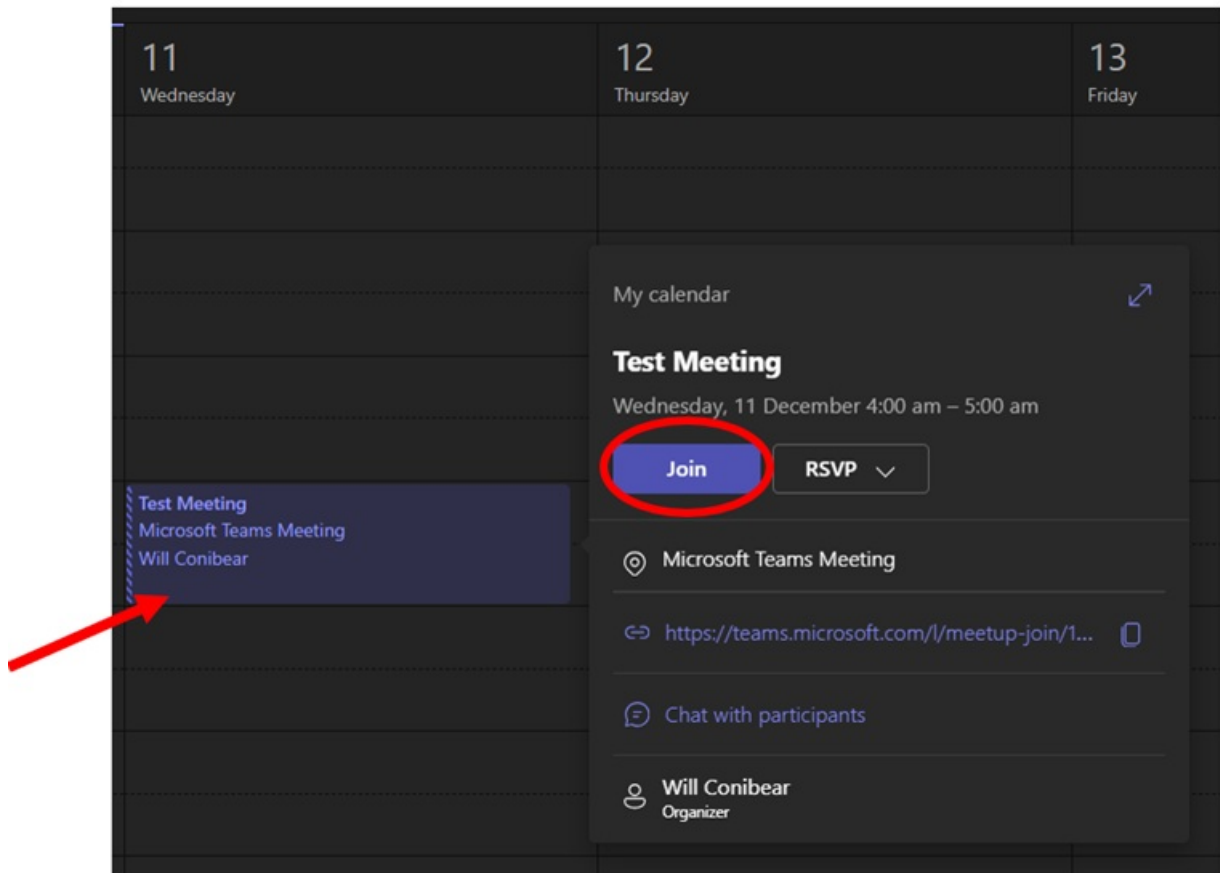 11
Wednesday
12
Thursday
13
Friday
My calendar
Test Meeting
Wednesday, 11 December 4:00 am – 5:00 am
Join
RSVP
Test Meeting
Microsoft Teams Meeting
Will Conibear
Microsoft Teams Meeting
https://teams.microsoft.com/l/meetup-join/1...
Chat with participants
Will Conibear
Organizer